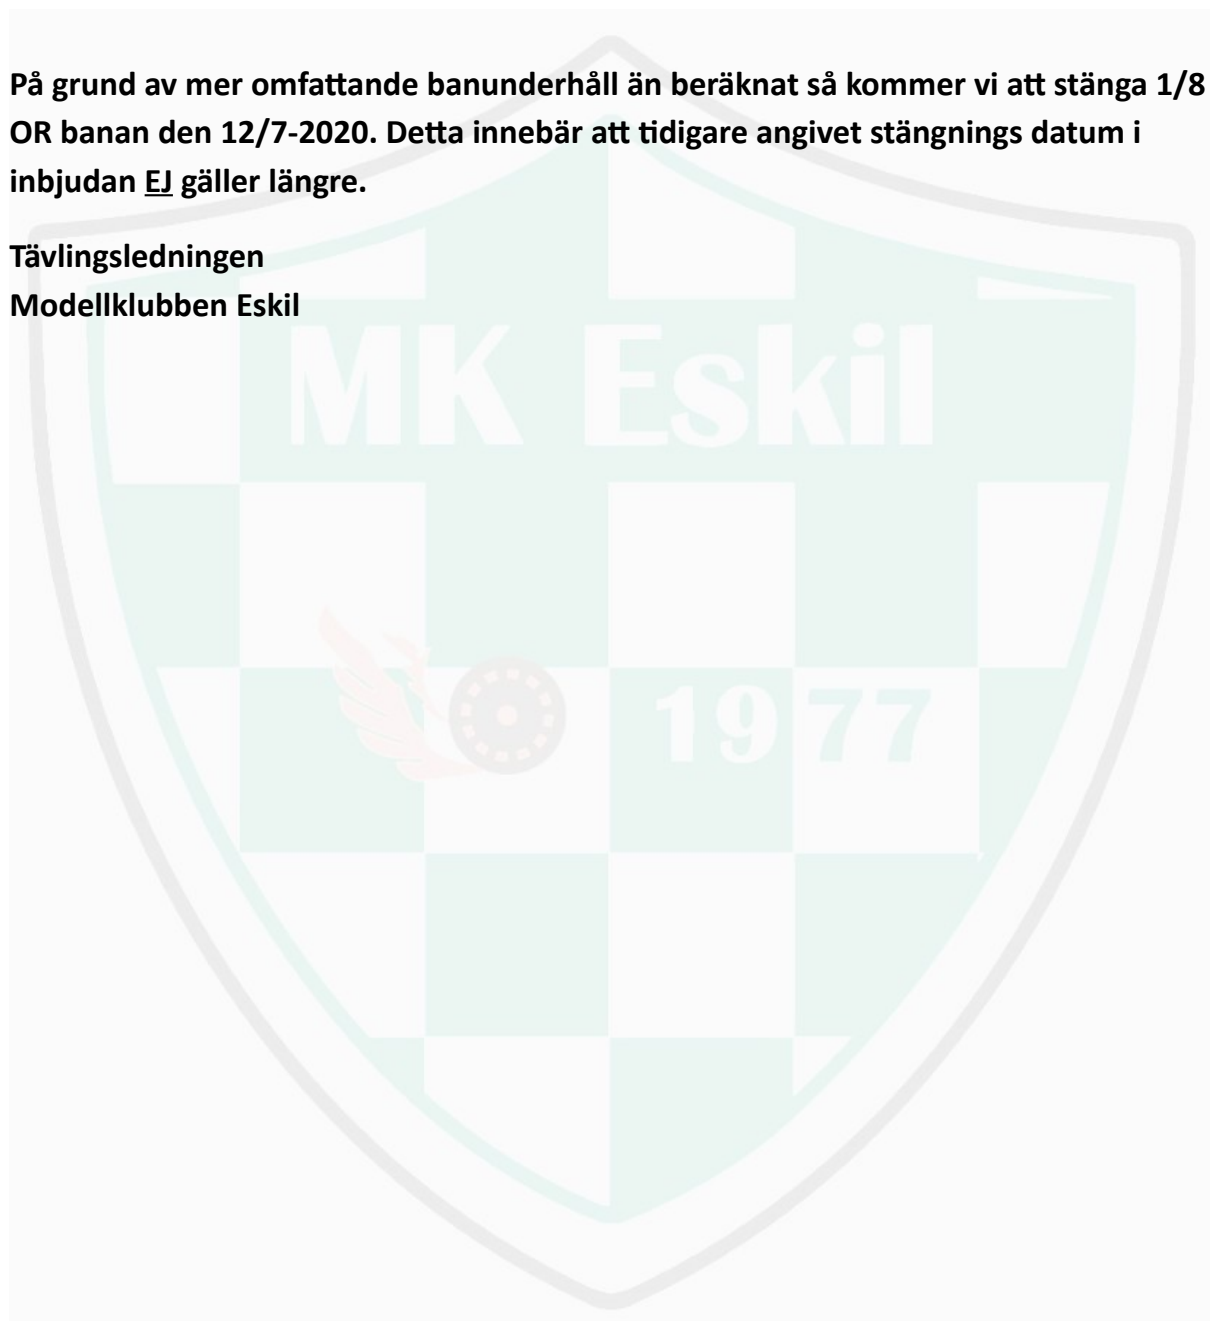 På grund av mer omfattande banunderhåll än beräknat så kommer vi att stänga 1/8
OR banan den 12/7-2020. Detta innebär att tidigare angivet stängnings datum i
inbjudan EJ gäller längre.
Tävlingsledningen
Modellklubben Eskil
MK Eskil
1977